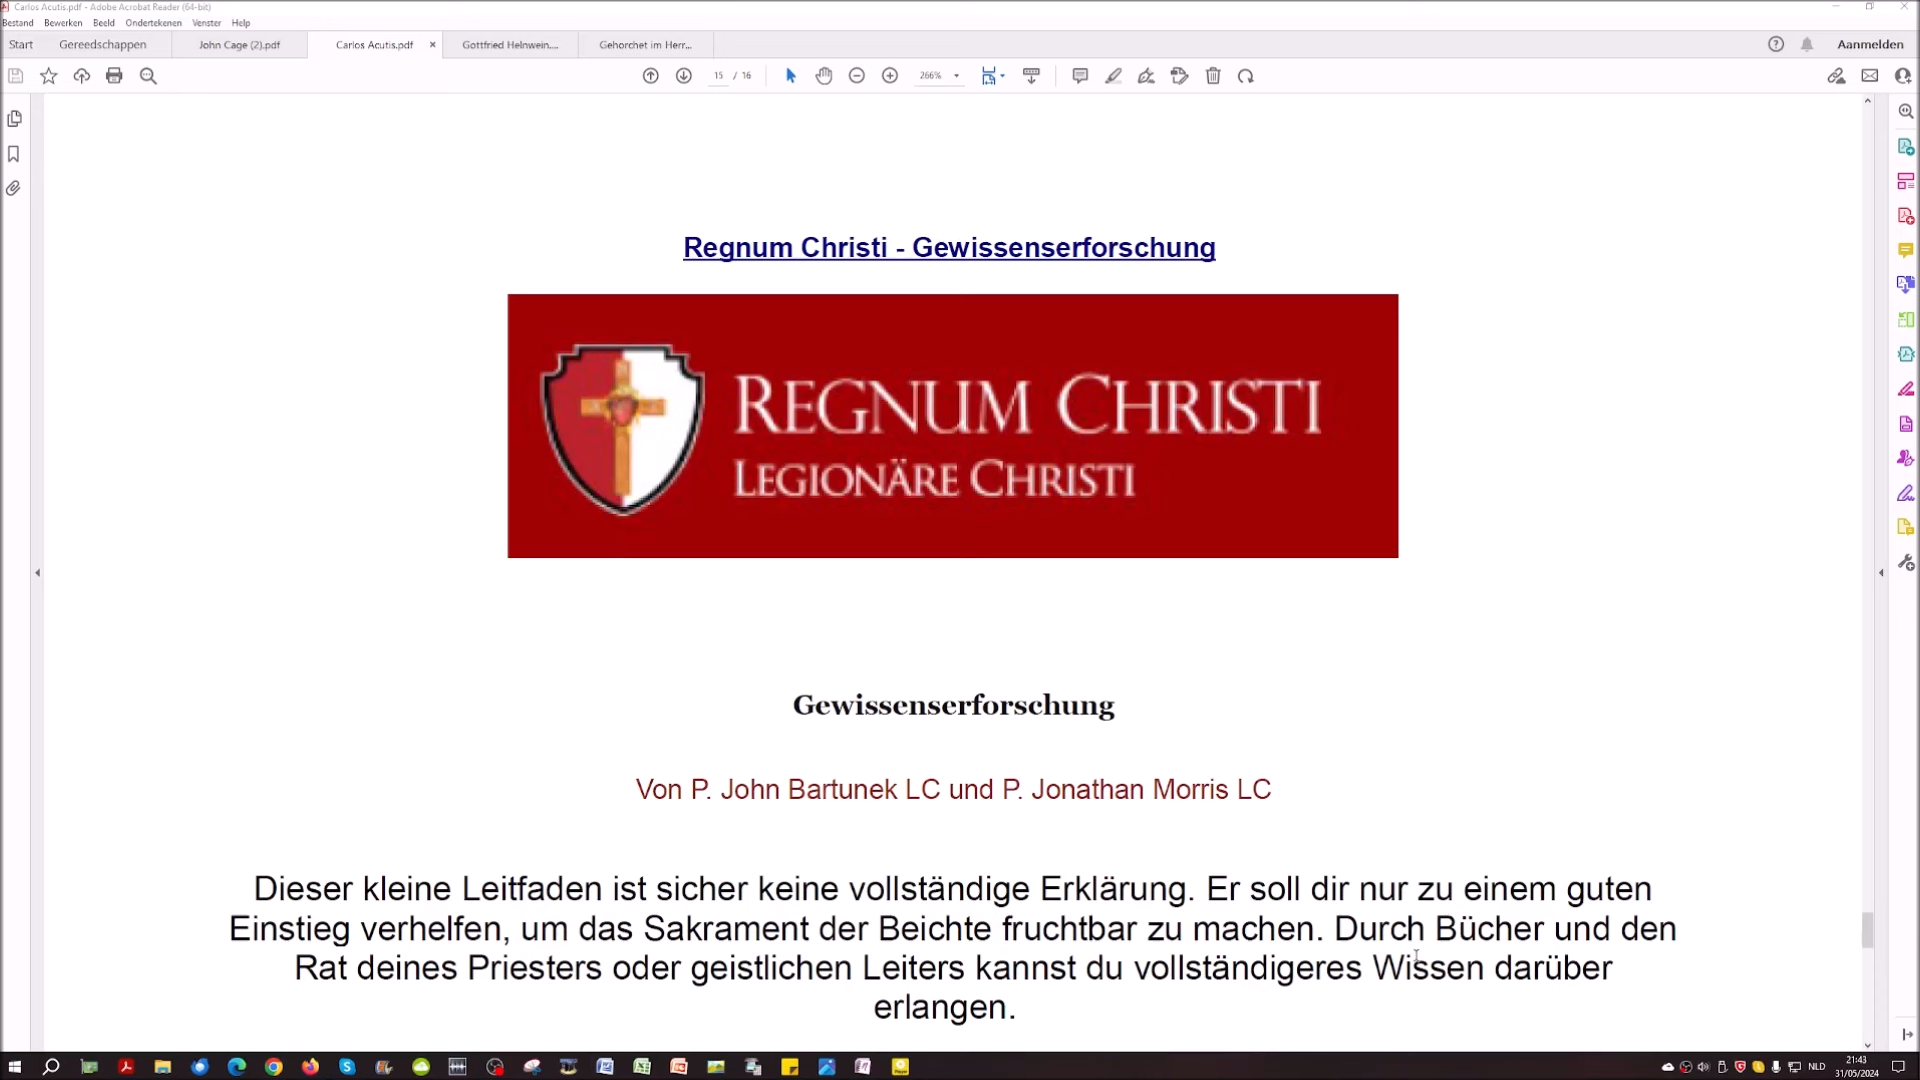 Carlos Acutis.pdf - Adobe Acrobat Reader (64-bit)
Bestand Bewerken Beeld Ondertekenen Venster Help
Start Gereedschappen John Cage (2).pdf Carlos Acutis.pdf Gottfried Helnwein.... Gehorchet im Herr... Aanmelden
15 / 16 266%
Regnum Christi - Gewissenserforschung
REGNUM CHRISTI
LEGIONÄRE CHRISTI
Gewissenserforschung
Von P. John Bartunek LC und P. Jonathan Morris LC
Dieser kleine Leitfaden ist sicher keine vollständige Erklärung. Er soll dir nur zu einem guten
Einstieg verhelfen, um das Sakrament der Beichte fruchtbar zu machen. Durch Bücher und den
Rat deines Priesters oder geistlichen Leiters kannst du vollständigeres Wissen darüber
erlangen.
NLD
21:43
31/05/2024